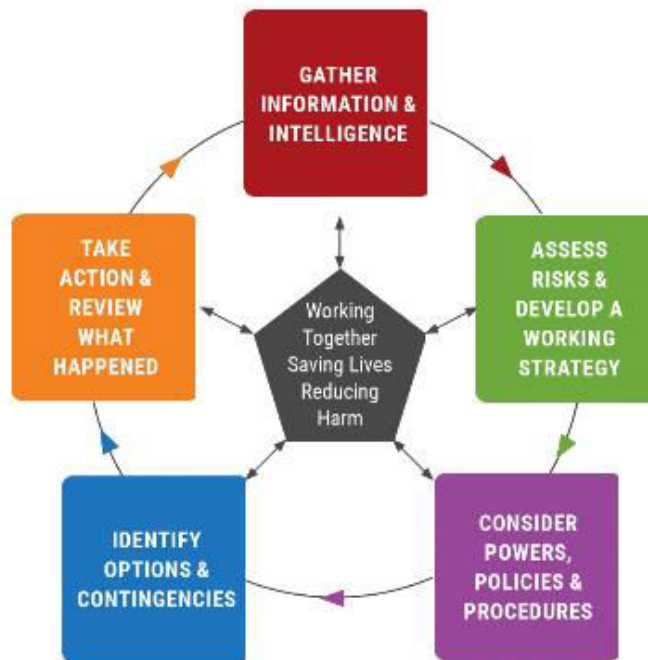 GATHER
INFORMATION &
INTELLIGENCE
ASSESS
RISKS &
DEVELOP A
WORKING
STRATEGY
CONSIDER
POWERS,
POLICIES &
PROCEDURES
IDENTIFY
OPTIONS &
CONTINGENCIES
TAKE
ACTION &
REVIEW
WHAT
HAPPENED
Working
Together
Saving Lives
Reducing
Harm